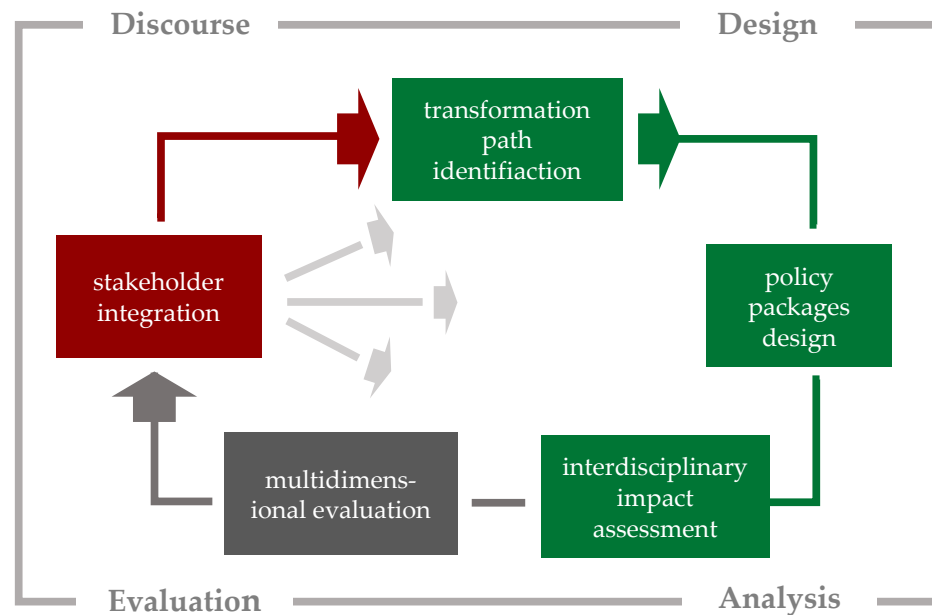 Discourse
Design
transformation
path
identifiaction
stakeholder
integration
policy
packages
design
multidimens-
ional evaluation
interdisciplinary
impact
assessment
Evaluation
Analysis